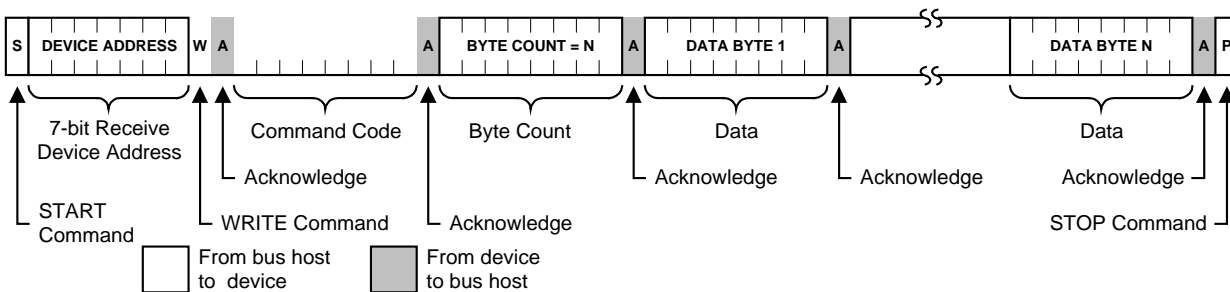 S DEVICE ADDRESS W A A BYTE COUNT = N A DATA BYTE 1 A DATA BYTE N A P
7-bit Receive
Device Address
Command Code
Byte Count
Data
Data
Acknowledge
Acknowledge
Acknowledge
Acknowledge
START
Command
WRITE Command
Acknowledge
STOP Command
From bus host
to device
From device
to bus host